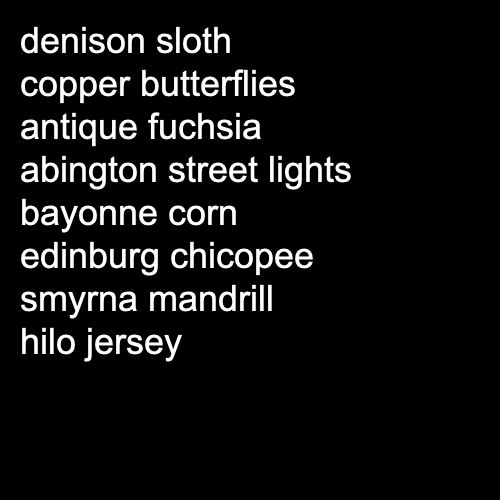 denison sloth
copper butterflies
antique fuchsia
abington street lights
bayonne corn
edinburg chicopee
smyrna mandrill
hilo jersey